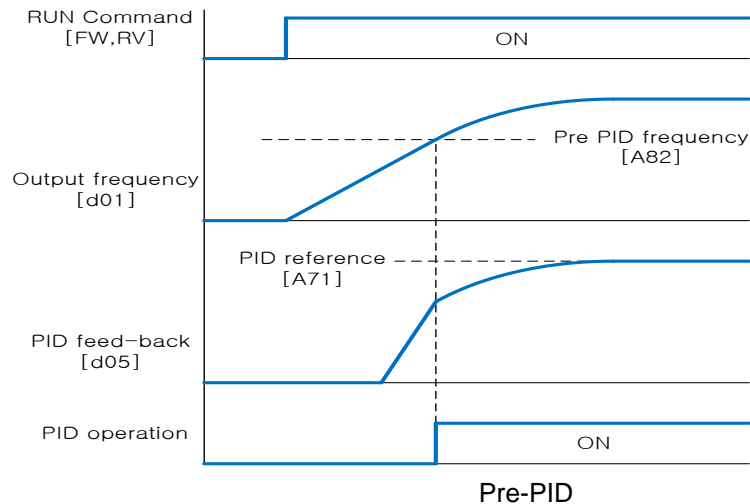 RUN Command
[FW,RV]
ON
Pre PID frequency
[A82]
Output frequency
[d01]
PID reference
[A71]
PID feed-back
[d05]
PID operation
ON
Pre-PID